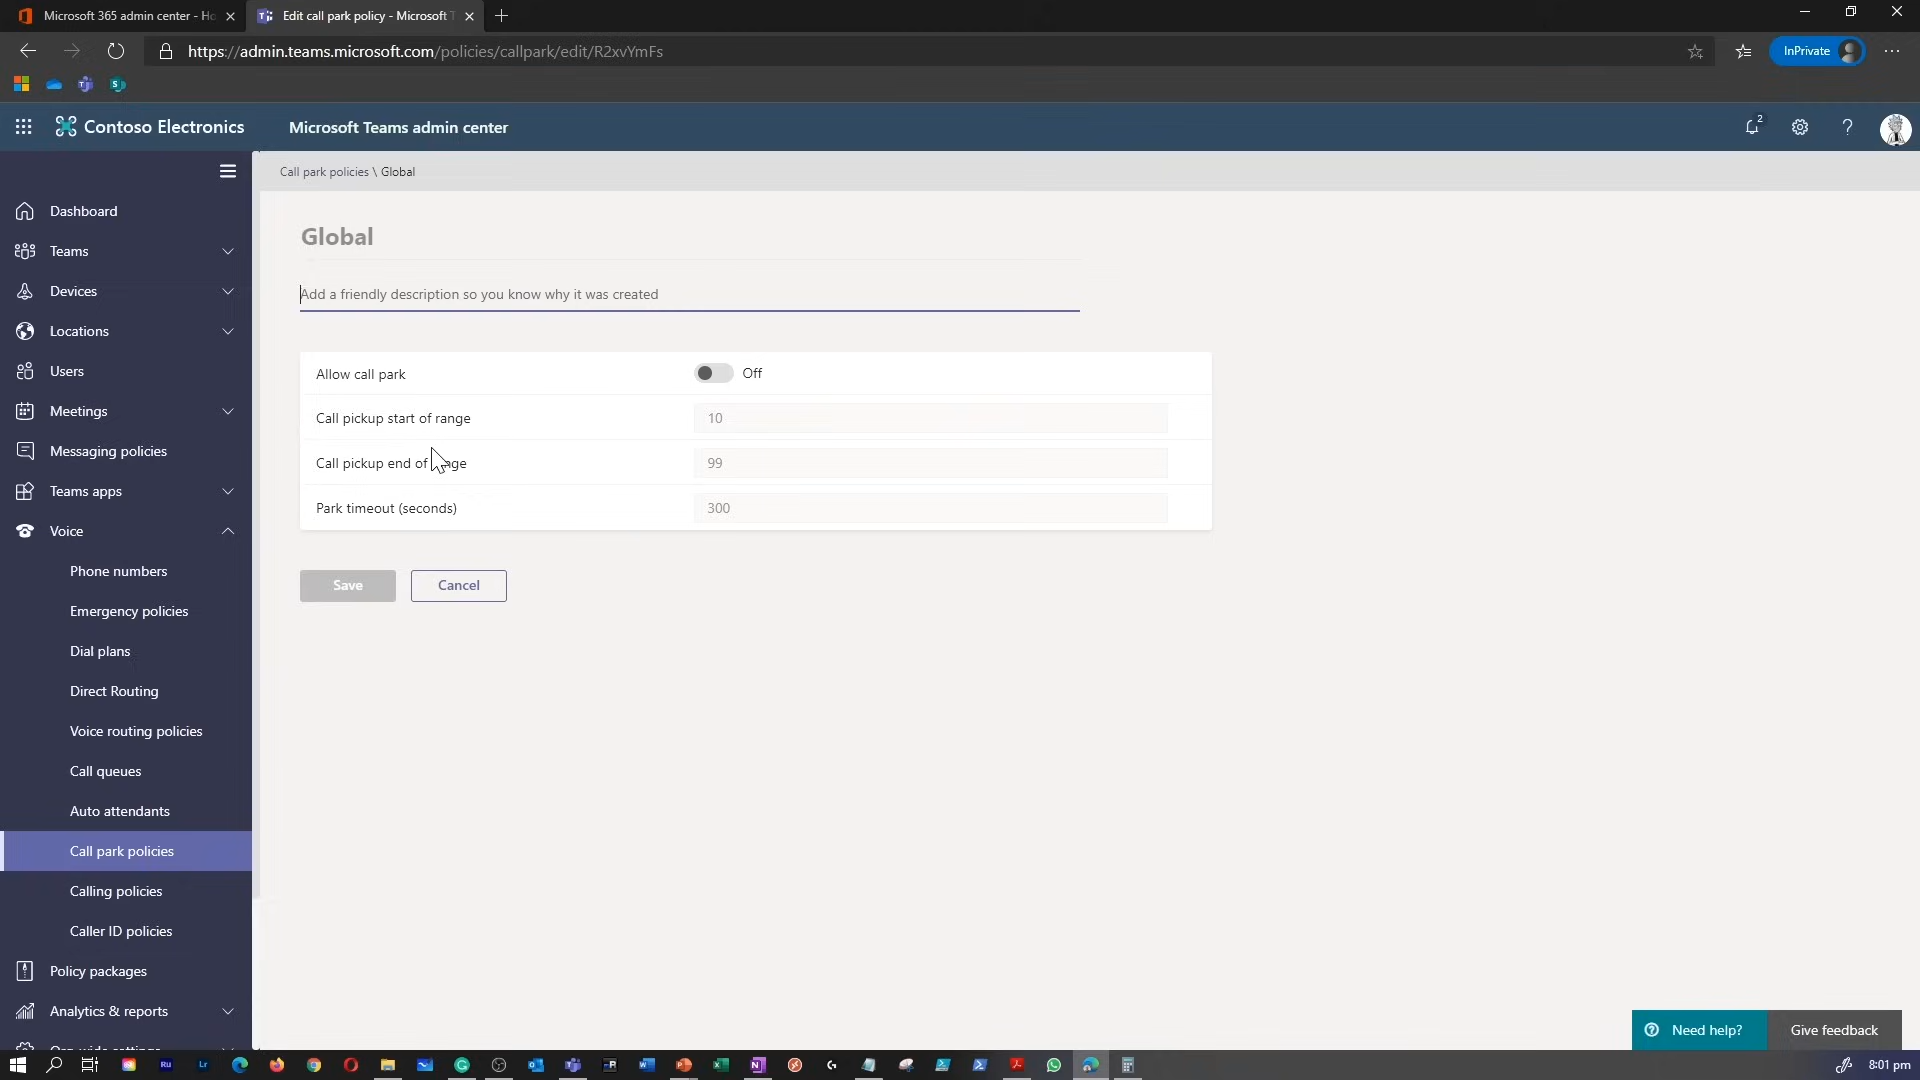 Microsoft 365 admin center - Ho
Edit call park policy - Microsoft T
https://admin.teams.microsoft.com/policies/callpark/edit/R2xvYmFs
InPrivate
Contoso Electronics
Microsoft Teams admin center
2
Call park policies \ Global
Dashboard
Teams
Devices
Locations
Users
Meetings
Messaging policies
Teams apps
Voice
Phone numbers
Emergency policies
Dial plans
Direct Routing
Voice routing policies
Call queues
Auto attendants
Call park policies
Calling policies
Caller ID policies
Policy packages
Analytics & reports
Org-wide settings
Global
Add a friendly description so you know why it was created
Allow call park
Off
Call pickup start of range
10
Call pickup end of range
99
Park timeout (seconds)
300
Save
Cancel
Need help?
Give feedback
8:01 pm